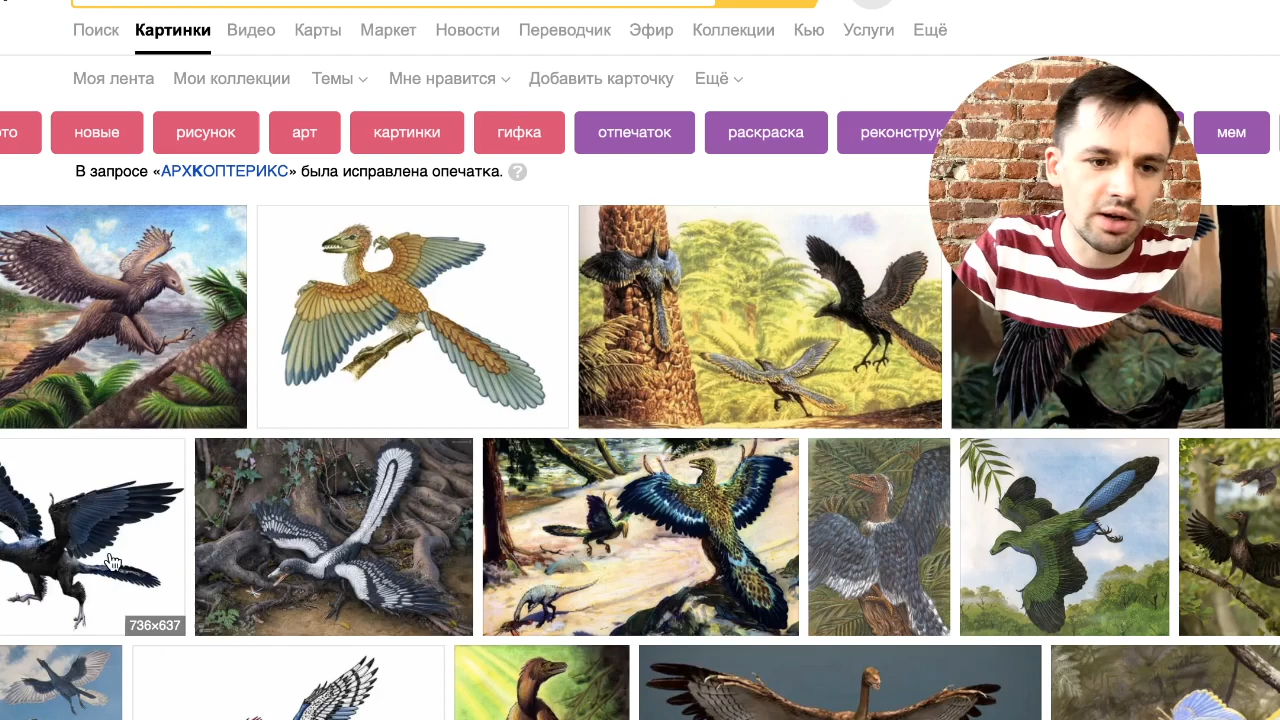 Поиск Картинки Видео Карты Маркет Новости Переводчик Эфир Коллекции Кью Услуги Ещё
Моя лента Мои коллекции Темы Мне нравится Добавить карточку Ещё
новые рисунок арт картинки гифка отпечаток раскраска мем
В запросе «АРХКОПТЕРИКС» была исправлена опечатка. ?
736×637